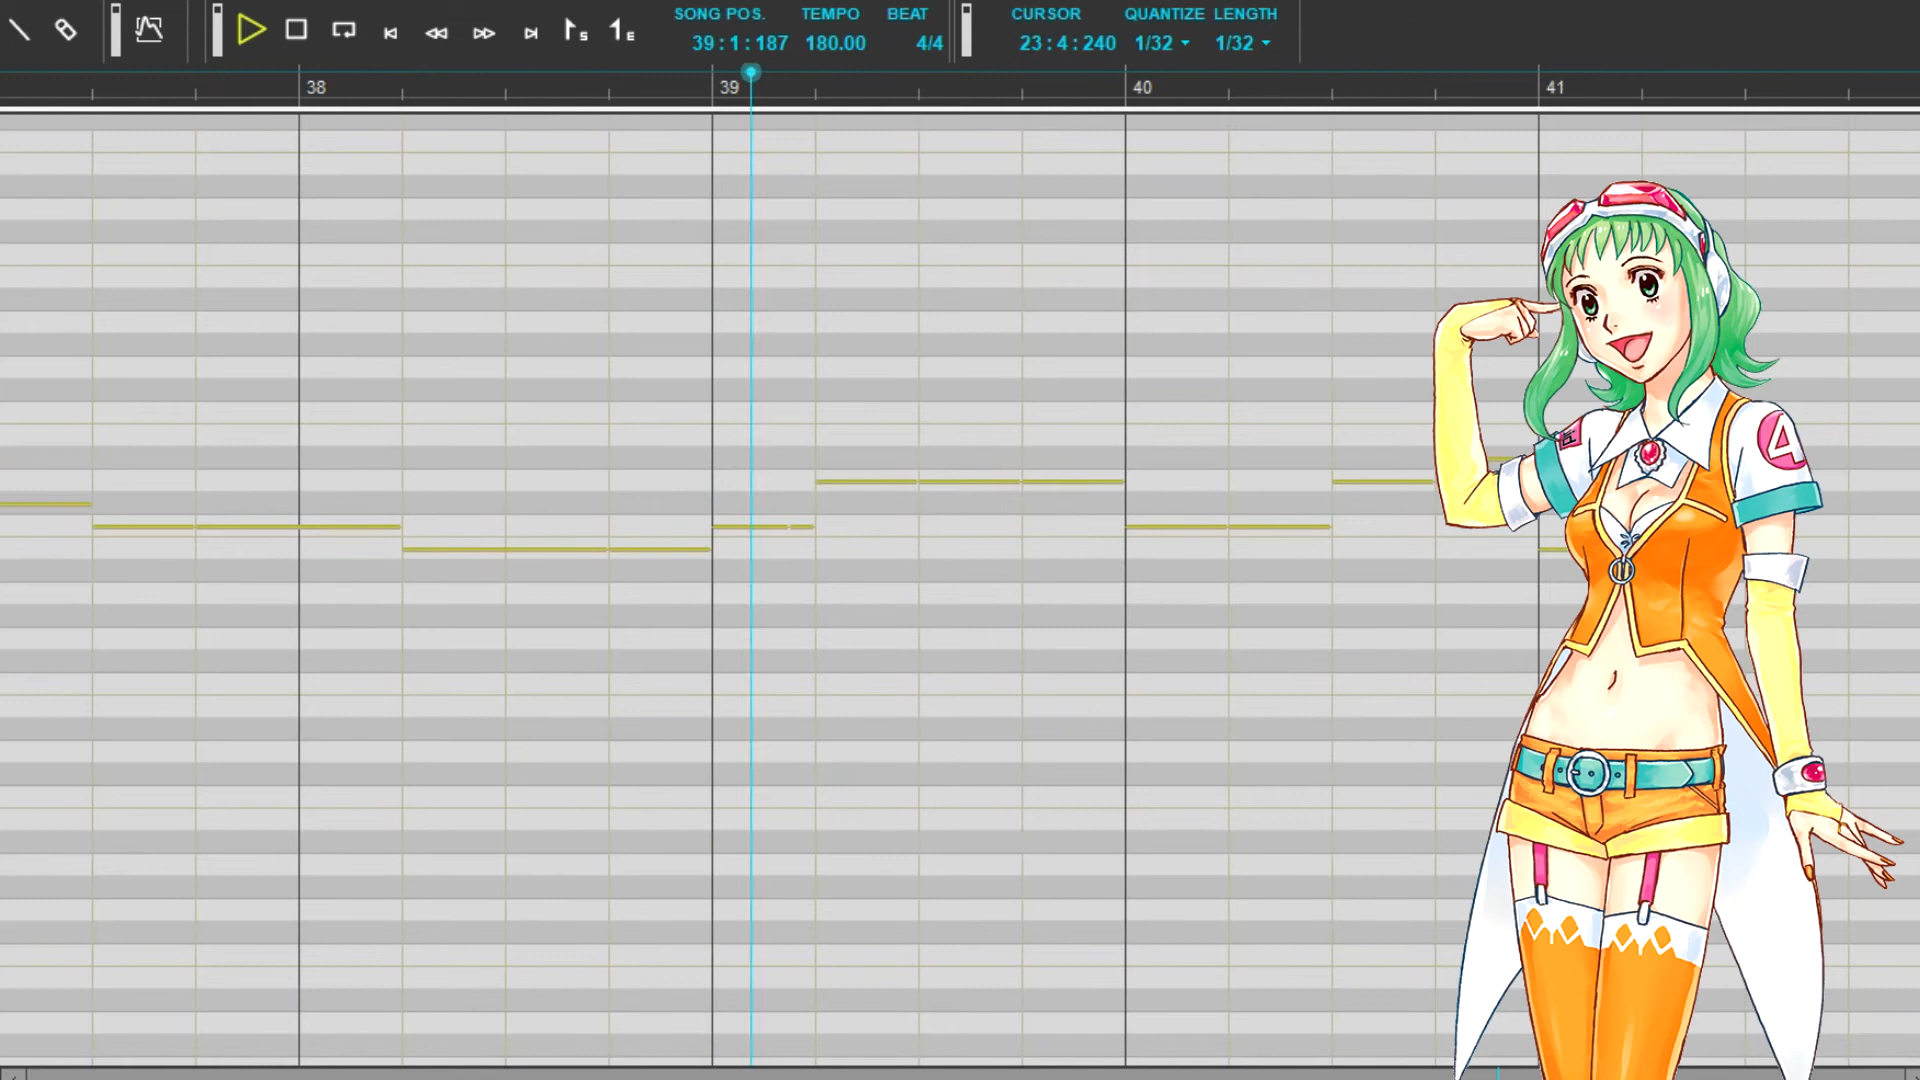 SONG POS. TEMPO BEAT CURSOR QUANTIZE LENGTH
39 : 1 : 187 180.00 4/4 23 : 4 : 240 1/32 1/32
S E
38 39 40 41
4